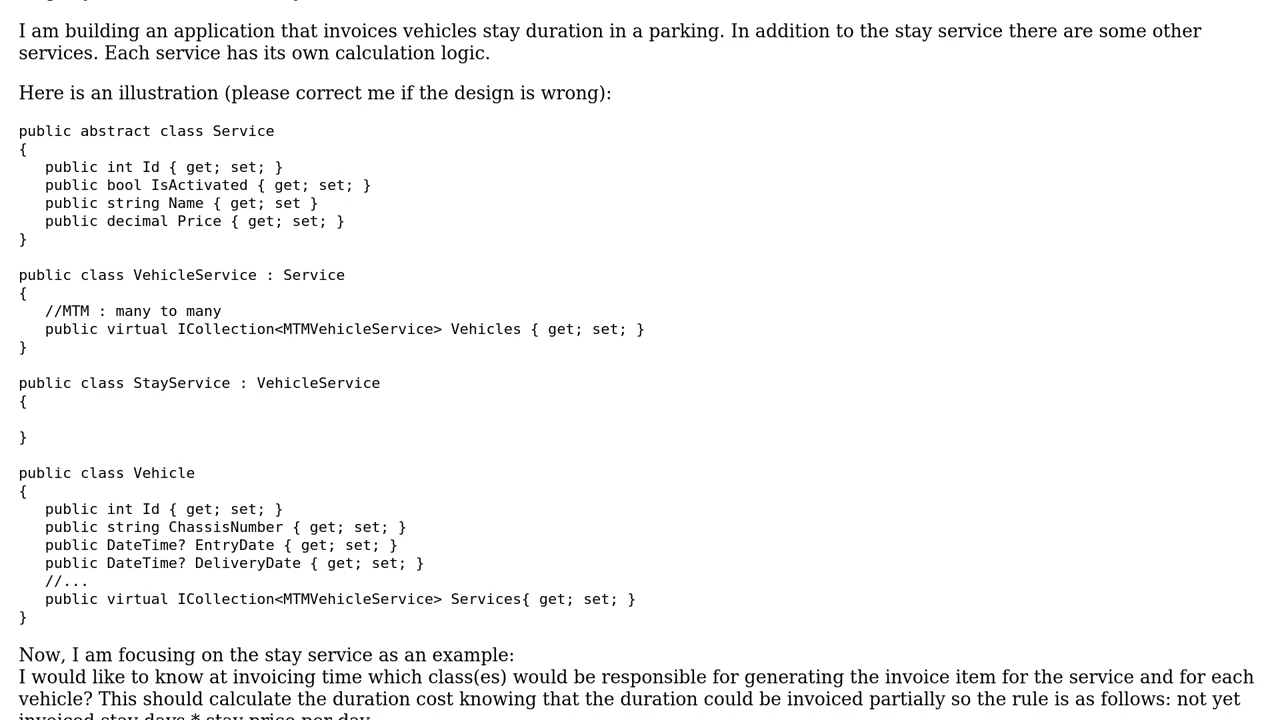 I am building an application that invoices vehicles stay duration in a parking. In addition to the stay service there are some other
services. Each service has its own calculation logic.
Here is an illustration (please correct me if the design is wrong):
public abstract class Service
{
   public int Id { get; set; }
   public bool IsActivated { get; set; }
   public string Name { get; set }
   public decimal Price { get; set; }
}
public class VehicleService : Service
{
   //MTM : many to many
   public virtual ICollection<MTMVehicleService> Vehicles { get; set; }
}
public class StayService : VehicleService
{
}
public class Vehicle
{
   public int Id { get; set; }
   public string ChassisNumber { get; set; }
   public DateTime? EntryDate { get; set; }
   public DateTime? DeliveryDate { get; set; }
   //...
   public virtual ICollection<MTMVehicleService> Services{ get; set; }
}
Now, I am focusing on the stay service as an example:
I would like to know at invoicing time which class(es) would be responsible for generating the invoice item for the service and for each
vehicle? This should calculate the duration cost knowing that the duration could be invoiced partially so the rule is as follows: not yet
invoiced stay days * stay price per day